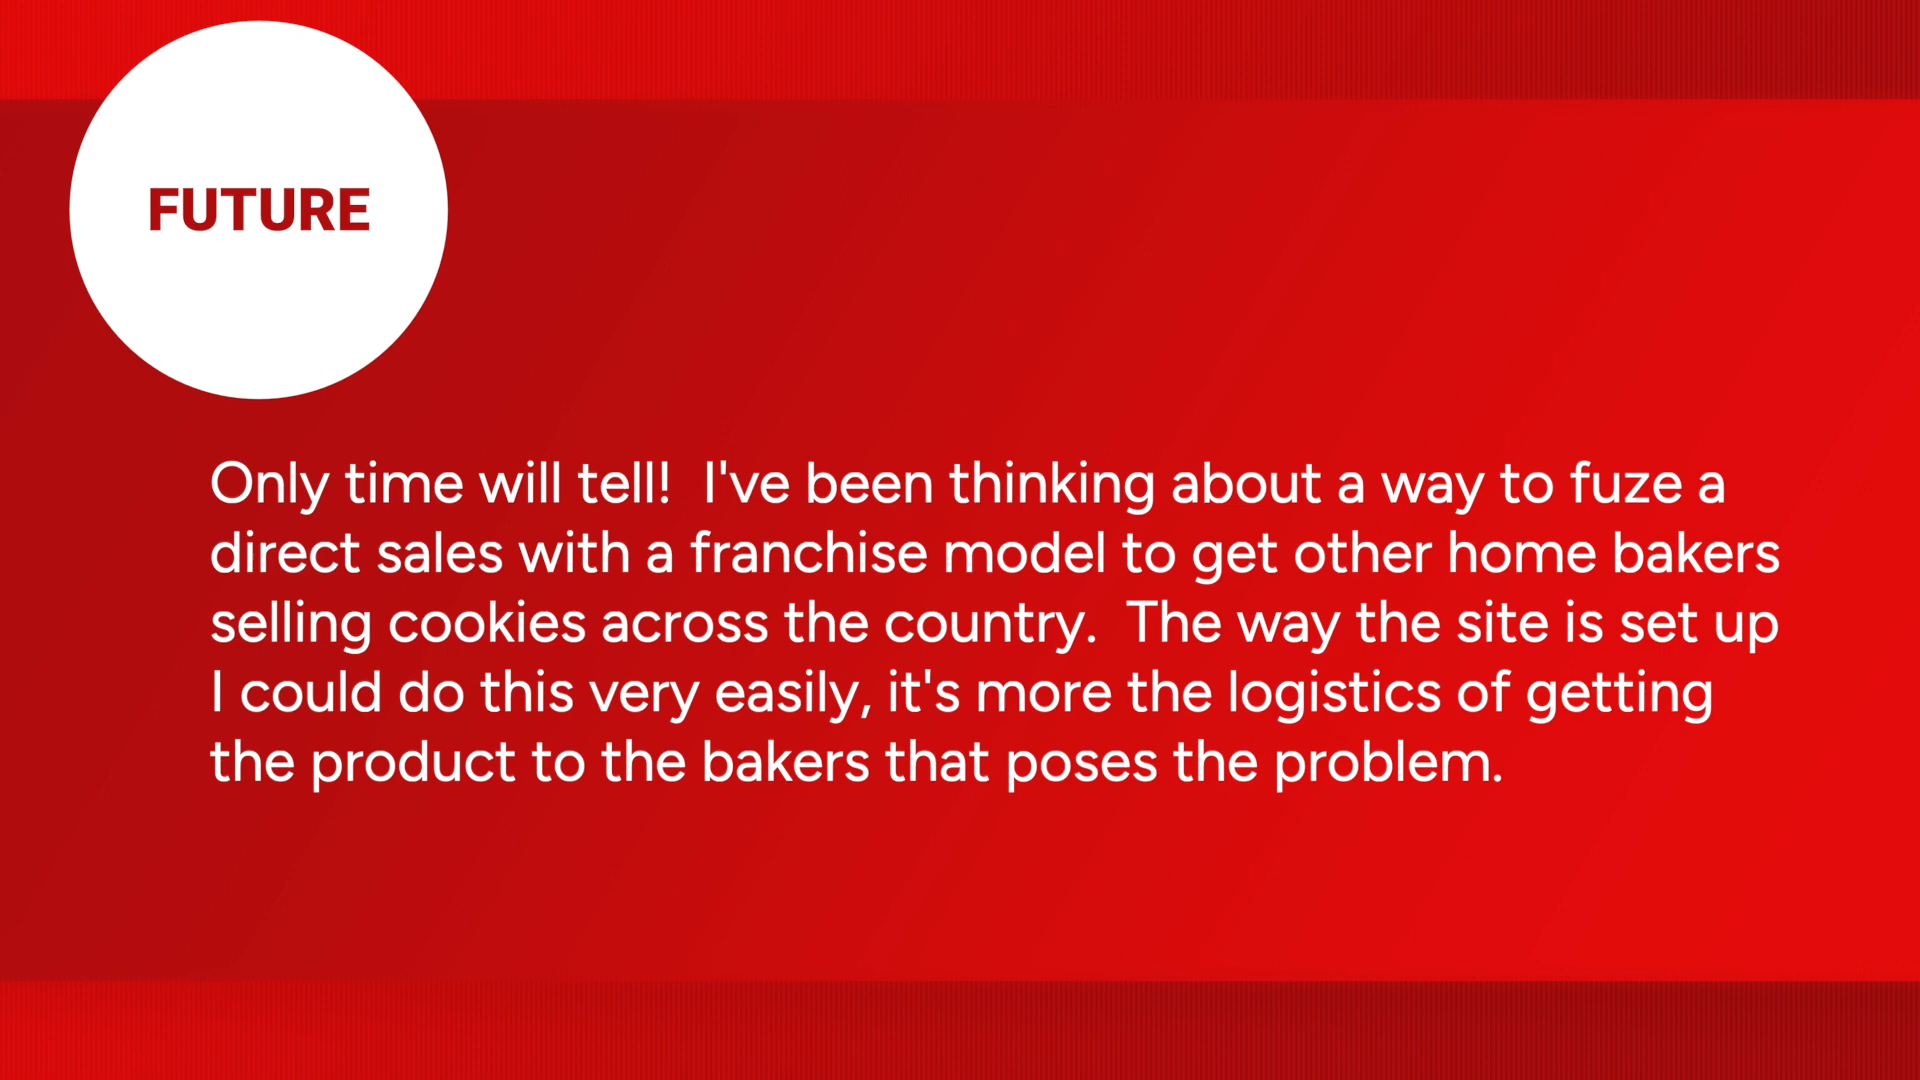 FUTURE
Only time will tell!  I've been thinking about a way to fuze a
direct sales with a franchise model to get other home bakers
selling cookies across the country.  The way the site is set up
I could do this very easily, it's more the logistics of getting
the product to the bakers that poses the problem.